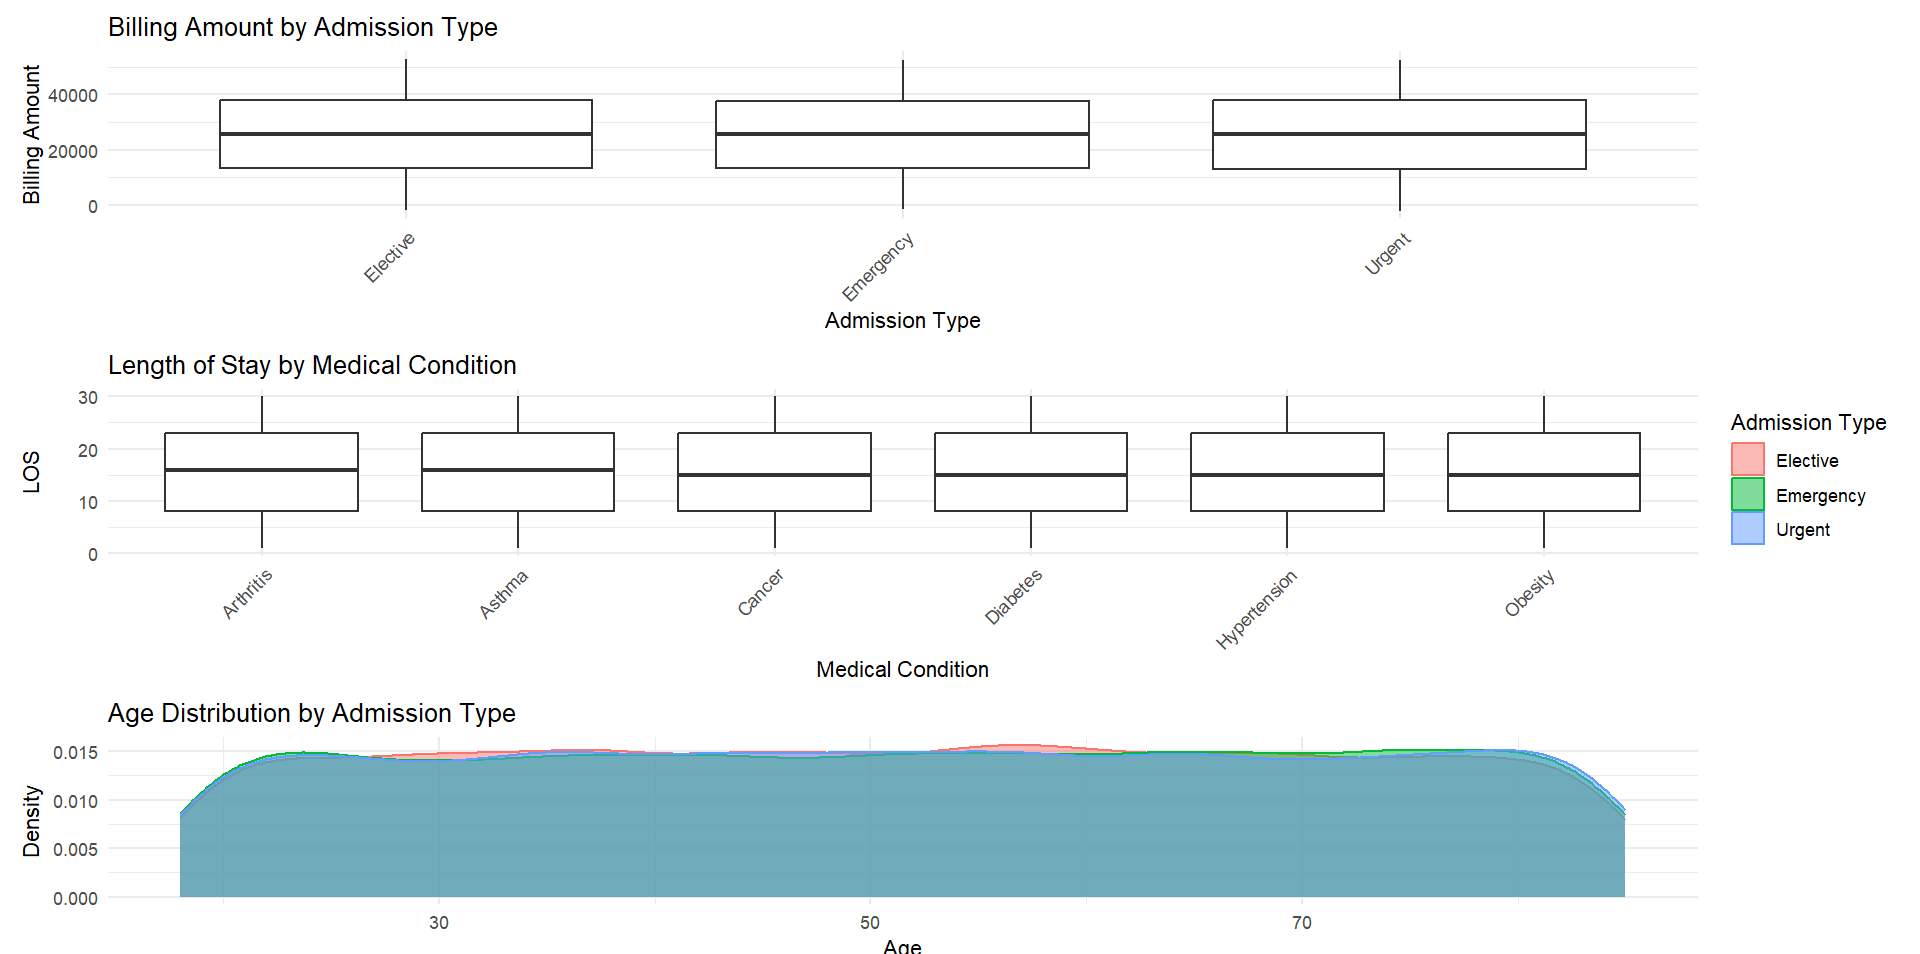 Billing Amount by Admission Type
Billing Amount
40000
20000
0
Elective
Emergency
Urgent
Admission Type
Length of Stay by Medical Condition
LOS
30
20
10
0
Arthritis
Asthma
Cancer
Diabetes
Hypertension
Obesity
Medical Condition
Admission Type
Elective
Emergency
Urgent
Age Distribution by Admission Type
Density
0.015
0.010
0.005
0.000
30
50
70
Age